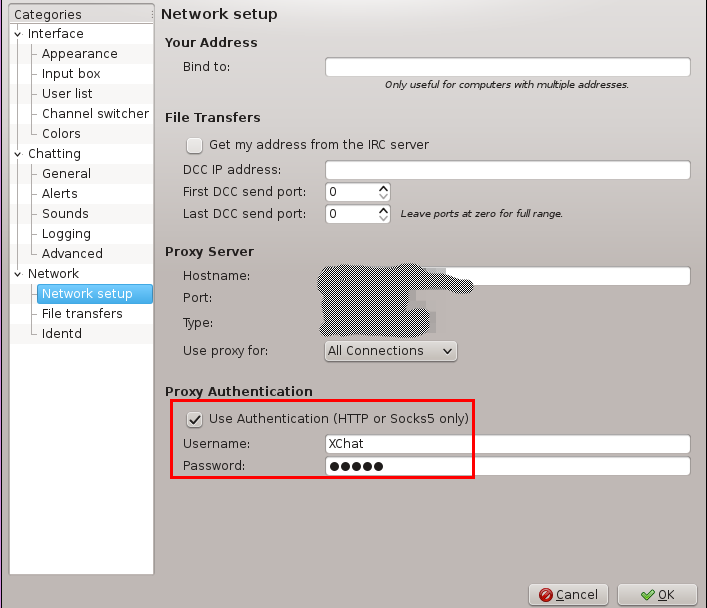 Categories
Interface
Appearance
Input box
User list
Channel switcher
Colors
Chatting
General
Alerts
Sounds
Logging
Advanced
Network
Network setup
File transfers
Identd
Network setup
Your Address
Bind to:
Only useful for computers with multiple addresses.
File Transfers
Get my address from the IRC server
DCC IP address:
First DCC send port: 0
Last DCC send port: 0 Leave ports at zero for full range.
Proxy Server
Hostname:
Port:
Type:
Use proxy for: All Connections
Proxy Authentication
Use Authentication (HTTP or Socks5 only)
Username: XChat
Password: ●●●●●
Cancel OK